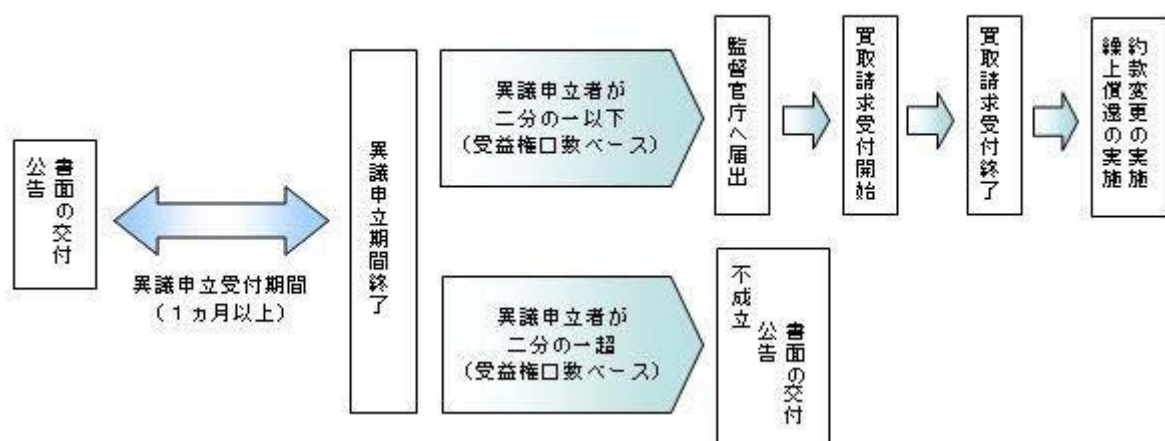 公告
書面の交付
異議申立受付期間
（１ヵ月以上）
異議申立期間終了
異議申立者が
二分の一以下
（受益権口数ベース）
監督官庁へ届出
買取請求受付開始
買取請求受付終了
約款変更の実施
繰上償還の実施
異議申立者が
二分の一超
（受益権口数ベース）
不成立
公告
書面の交付